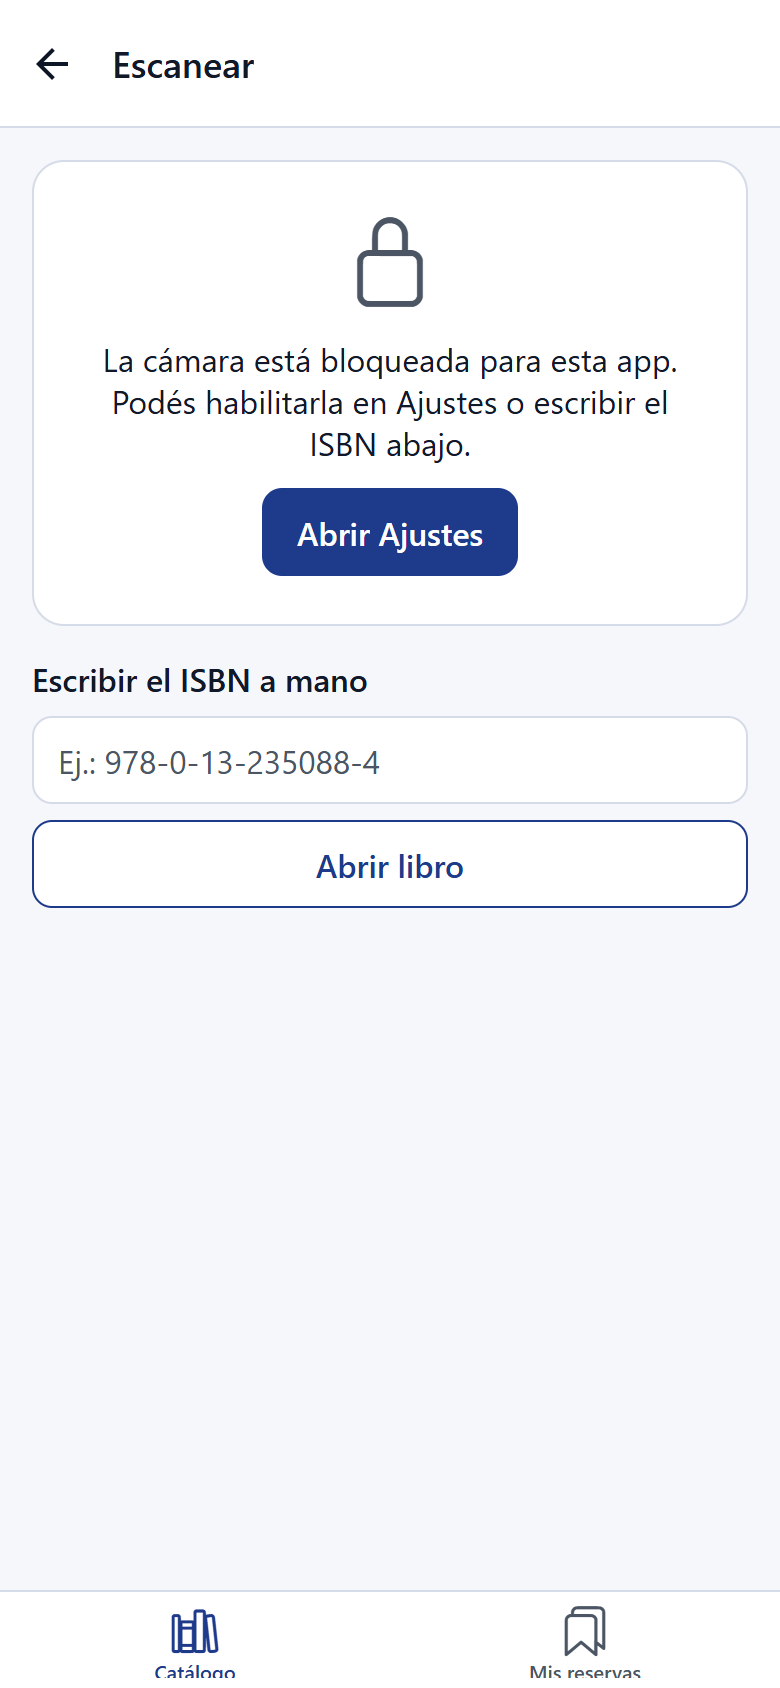 Escanear
La cámara está bloqueada para esta app.
Podés habilitarla en Ajustes o escribir el
ISBN abajo.
Abrir Ajustes
Escribir el ISBN a mano
Ej.: 978-0-13-235088-4
Abrir libro
Catálogo
Mis reservas